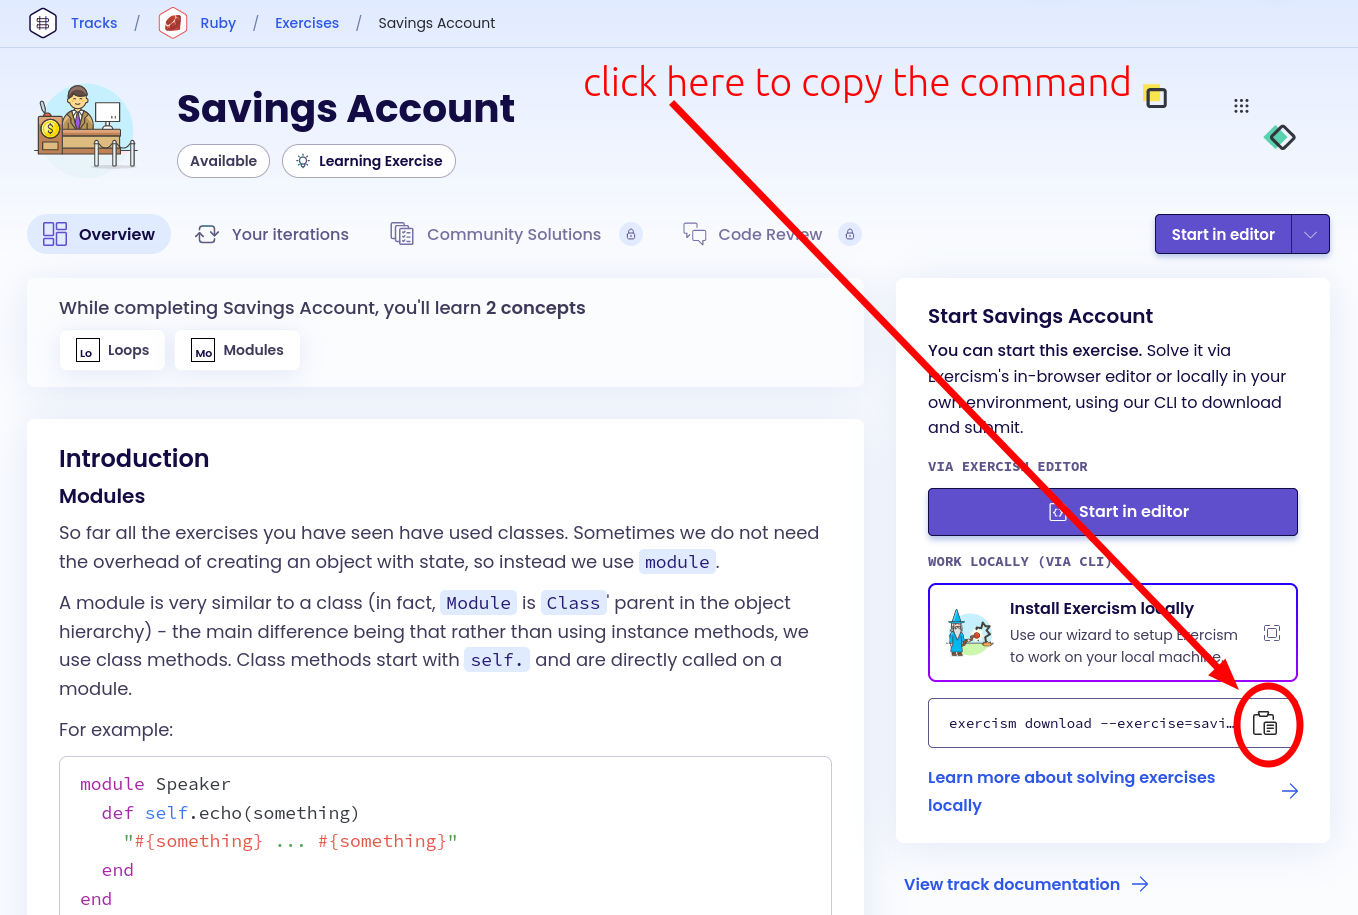 Tracks / Ruby / Exercises / Savings Account
click here to copy the command
Savings Account
Available
Learning Exercise
Overview
Your iterations
Community Solutions
Code Review
Start in editor
While completing Savings Account, you'll learn 2 concepts
Lo Loops
Mo Modules
Introduction
Modules
So far all the exercises you have seen have used classes. Sometimes we do not need
the overhead of creating an object with state, so instead we use module.
A module is very similar to a class (in fact, Module is Class' parent in the object
hierarchy) - the main difference being that rather than using instance methods, we
use class methods. Class methods start with self. and are directly called on a
module.
For example:
module Speaker
def self.echo(something)
"#{something} ... #{something}"
end
end
Start Savings Account
You can start this exercise. Solve it via
Exercism's in-browser editor or locally in your
own environment, using our CLI to download
and submit.
VIA EXERCISM EDITOR
Start in editor
WORK LOCALLY (VIA CLI)
Install Exercism locally
Use our wizard to setup Exercism
to work on your local machine.
exercism download --exercise=savi…
Learn more about solving exercises
locally
View track documentation